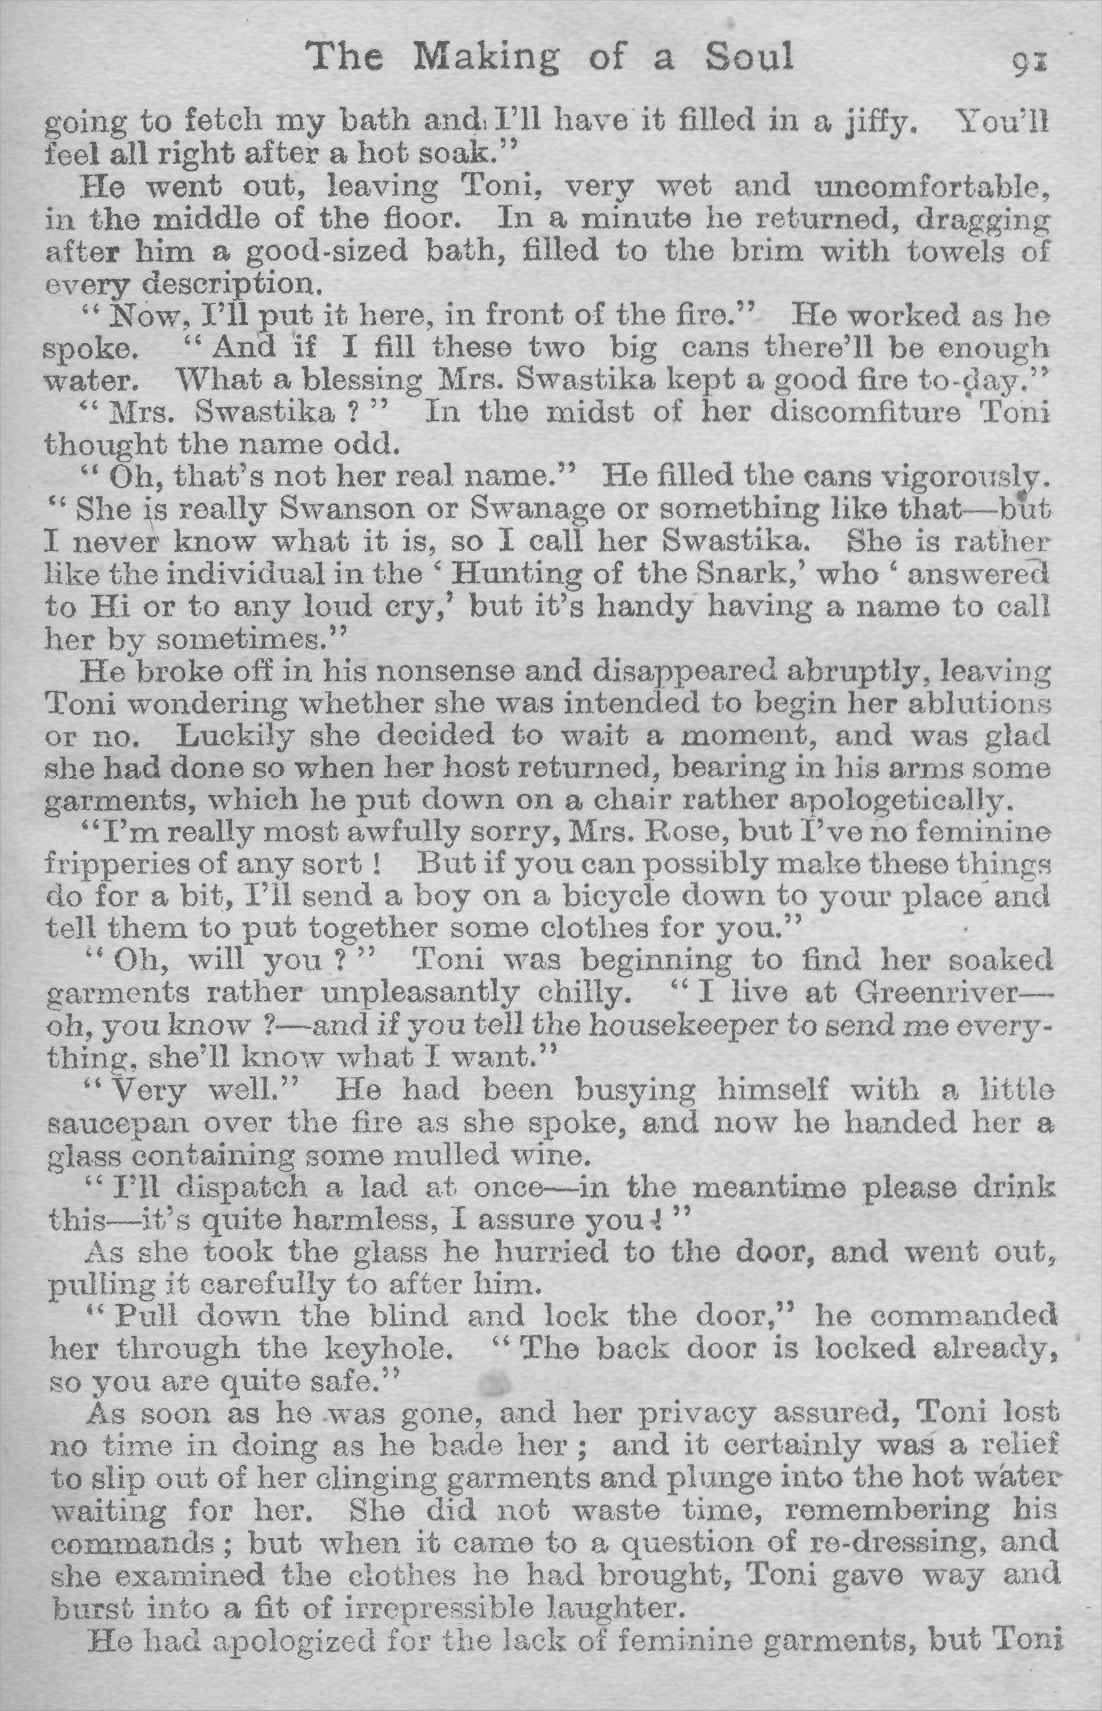 The Making of a Soul 91
going to fetch my bath and I'll have it filled in a jiffy. You'll
feel all right after a hot soak."
He went out, leaving Toni, very wet and uncomfortable,
in the middle of the floor. In a minute he returned, dragging
after him a good-sized bath, filled to the brim with towels of
every description.
"Now, I'll put it here, in front of the fire." He worked as he
spoke. "And if I fill these two big cans there'll be enough
water. What a blessing Mrs. Swastika kept a good fire to-day."
"Mrs. Swastika ? " In the midst of her discomfiture Toni
thought the name odd.
"Oh, that's not her real name." He filled the cans vigorously.
"She is really Swanson or Swanage or something like that—but
I never know what it is, so I call her Swastika. She is rather
like the individual in the ' Hunting of the Snark,' who ' answered
to Hi or to any loud cry,' but it's handy having a name to call
her by sometimes."
He broke off in his nonsense and disappeared abruptly, leaving
Toni wondering whether she was intended to begin her ablutions
or no. Luckily she decided to wait a moment, and was glad
she had done so when her host returned, bearing in his arms some
garments, which he put down on a chair rather apologetically.
"I'm really most awfully sorry, Mrs. Rose, but I've no feminine
fripperies of any sort ! But if you can possibly make these things
do for a bit, I'll send a boy on a bicycle down to your place and
tell them to put together some clothes for you."
"Oh, will you ? " Toni was beginning to find her soaked
garments rather unpleasantly chilly. "I live at Greenriver—
oh, you know ?—and if you tell the housekeeper to send me every-
thing, she'll know what I want."
"Very well." He had been busying himself with a little
saucepan over the fire as she spoke, and now he handed her a
glass containing some mulled wine.
"I'll dispatch a lad at once—in the meantime please drink
this—it's quite harmless, I assure you ! "
As she took the glass he hurried to the door, and went out,
pulling it carefully to after him.
"Pull down the blind and lock the door," he commanded
her through the keyhole. "The back door is locked already,
so you are quite safe."
As soon as he was gone, and her privacy assured, Toni lost
no time in doing as he bade her ; and it certainly was a relief
to slip out of her clinging garments and plunge into the hot water
waiting for her. She did not waste time, remembering his
commands ; but when it came to a question of re-dressing, and
she examined the clothes he had brought, Toni gave way and
burst into a fit of irrepressible laughter.
He had apologized for the lack of feminine garments, but Toni